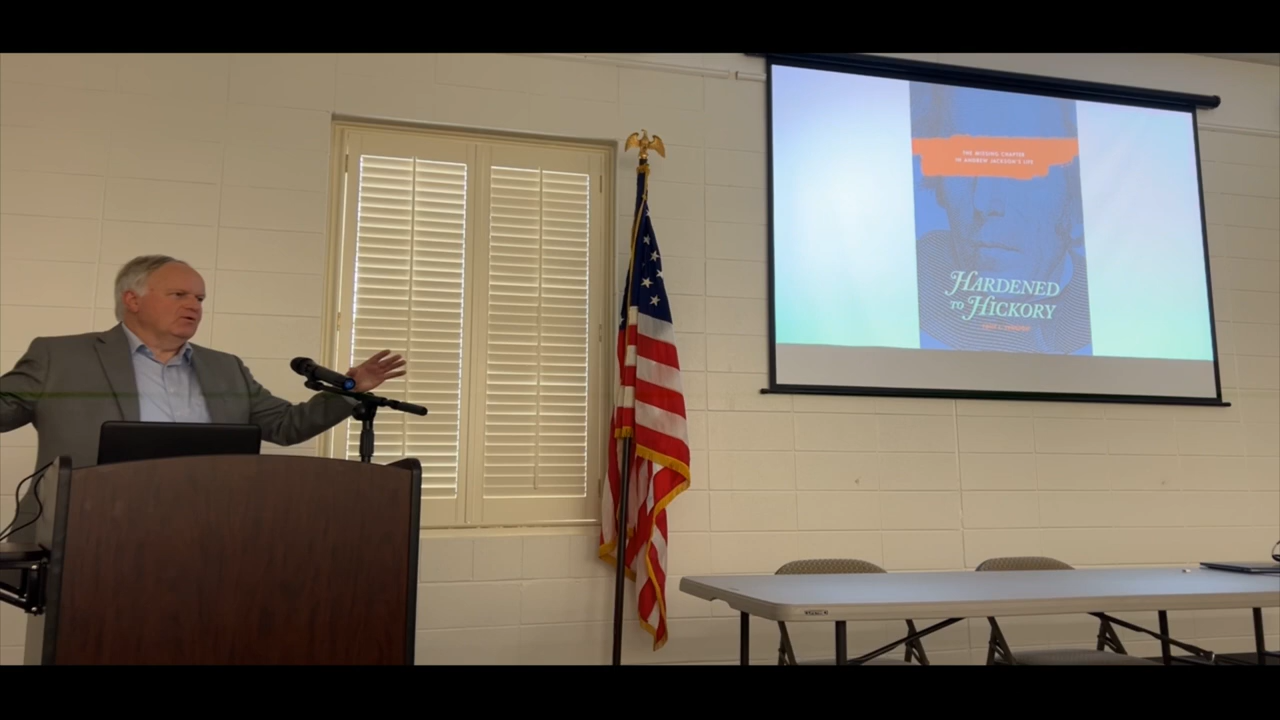 THE MISSING CHAPTER
IN ANDREW JACKSON'S LIFE
HARDENED
TO HICKORY